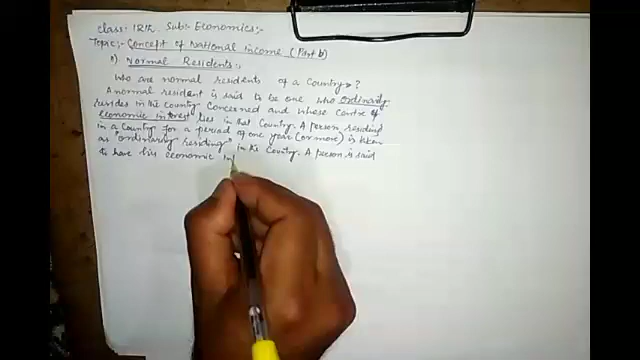 Class:- 12th. Sub:- Economics:-
Topic:- Concept of National income (Part b)
Normal Residents:-
Who are normal residents of a Country?
A normal resident is said to be one who ordinarily
resides in the country Concerned and whose centre of
economic interest lies in that Country. A person residing
in a Country for a period of one year (or more) is taken
as "ordinarily residing" in the Country. A person is said
to have his economic in